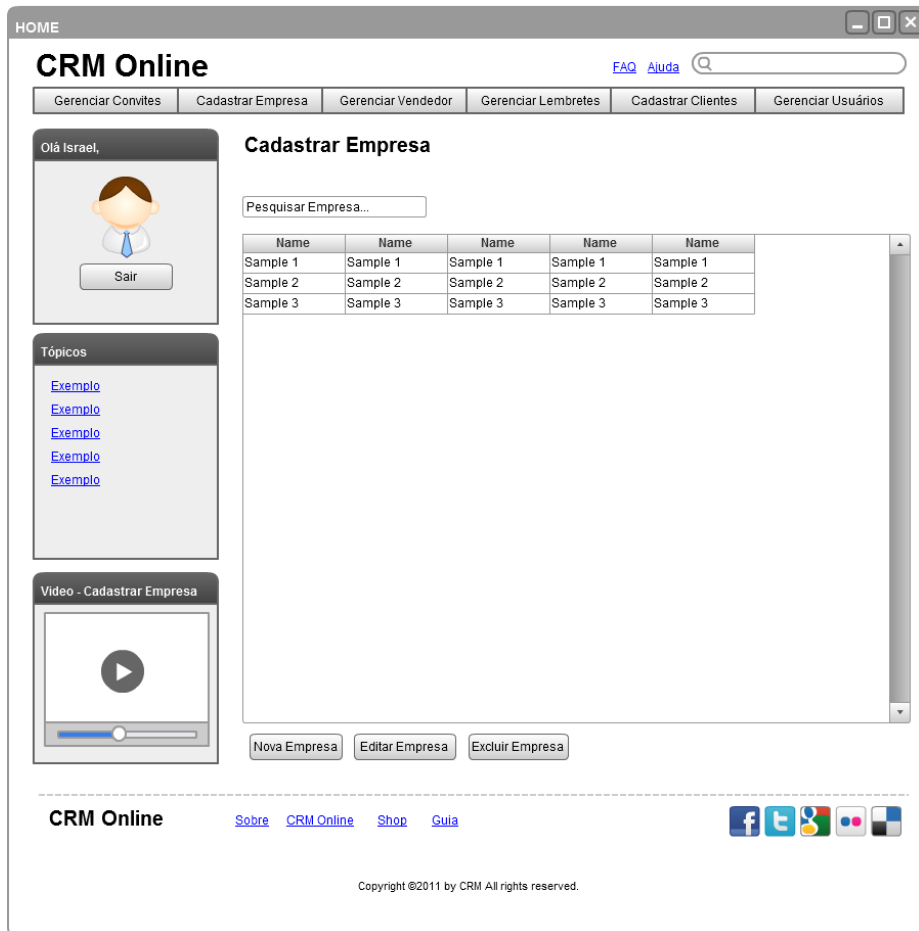 HOME
CRM Online
FAQ Ajuda
Gerenciar Convites Cadastrar Empresa Gerenciar Vendedor Gerenciar Lembretes Cadastrar Clientes Gerenciar Usuários
Olá Israel,
Sair
Tópicos
Exemplo
Exemplo
Exemplo
Exemplo
Exemplo
Video - Cadastrar Empresa
Cadastrar Empresa
Pesquisar Empresa...
Name Name Name Name Name
Sample 1 Sample 1 Sample 1 Sample 1 Sample 1
Sample 2 Sample 2 Sample 2 Sample 2 Sample 2
Sample 3 Sample 3 Sample 3 Sample 3 Sample 3
Nova Empresa Editar Empresa Excluir Empresa
CRM Online
Sobre CRM Online Shop Guia
Copyright ©2011 by CRM All rights reserved.